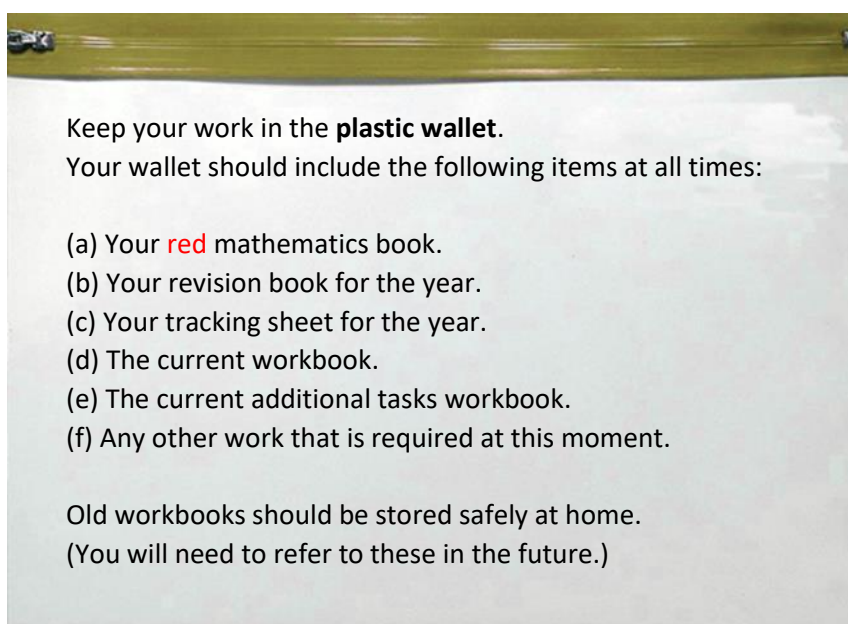 Keep your work in the plastic wallet.
Your wallet should include the following items at all times:
(a) Your red mathematics book.
(b) Your revision book for the year.
(c) Your tracking sheet for the year.
(d) The current workbook.
(e) The current additional tasks workbook.
(f) Any other work that is required at this moment.
Old workbooks should be stored safely at home.
(You will need to refer to these in the future.)